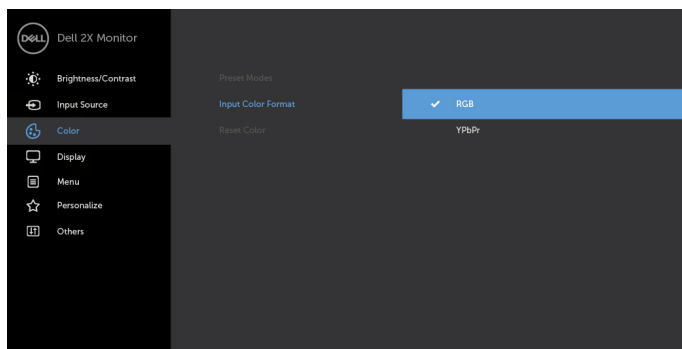 DELL Dell 2X Monitor
Brightness/Contrast
Preset Modes
Input Source
Input Color Format
RGB
Color
Reset Color
YPbPr
Display
Menu
Personalize
Others